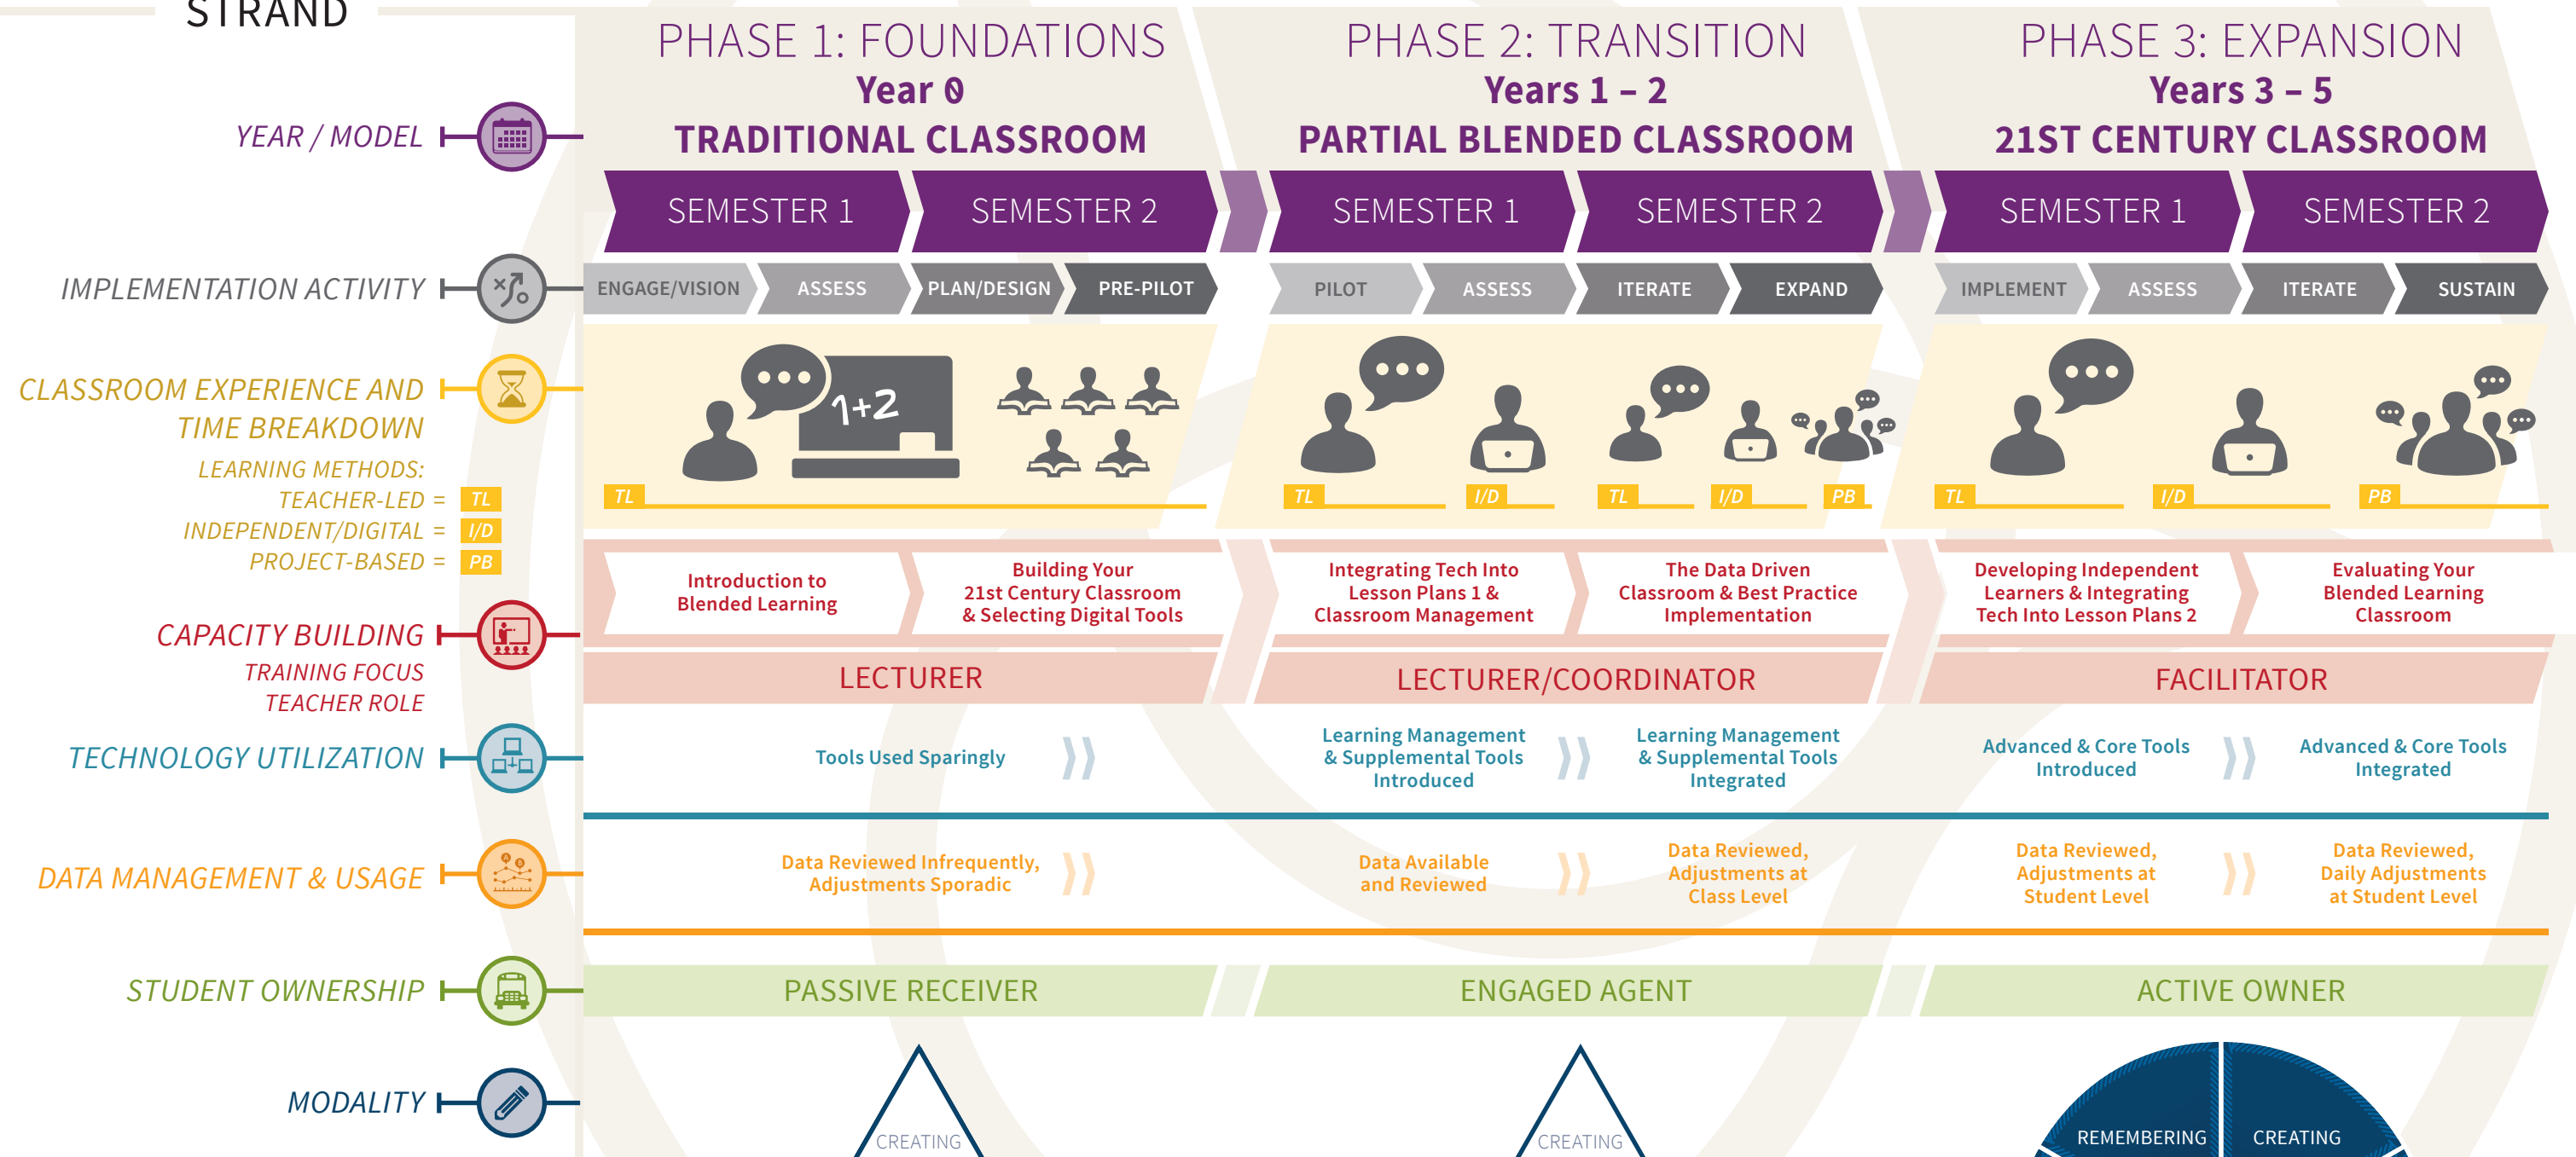 STRAND
PHASE 1: FOUNDATIONS
Year 0
TRADITIONAL CLASSROOM
PHASE 2: TRANSITION
Years 1 – 2
PARTIAL BLENDED CLASSROOM
PHASE 3: EXPANSION
Years 3 – 5
21ST CENTURY CLASSROOM
YEAR / MODEL
SEMESTER 1
SEMESTER 2
SEMESTER 1
SEMESTER 2
SEMESTER 1
SEMESTER 2
IMPLEMENTATION ACTIVITY
ENGAGE/VISION
ASSESS
PLAN/DESIGN
PRE-PILOT
PILOT
ASSESS
ITERATE
EXPAND
IMPLEMENT
ASSESS
ITERATE
SUSTAIN
CLASSROOM EXPERIENCE AND
TIME BREAKDOWN
LEARNING METHODS:
TEACHER-LED = TL
INDEPENDENT/DIGITAL = I/D
PROJECT-BASED = PB
1+2
TL
TL
I/D
TL
I/D
PB
TL
I/D
PB
CAPACITY BUILDING
TRAINING FOCUS
TEACHER ROLE
Introduction to
Blended Learning
Building Your
21st Century Classroom
& Selecting Digital Tools
Integrating Tech Into
Lesson Plans 1 &
Classroom Management
The Data Driven
Classroom & Best Practice
Implementation
Developing Independent
Learners & Integrating
Tech Into Lesson Plans 2
Evaluating Your
Blended Learning
Classroom
LECTURER
LECTURER/COORDINATOR
FACILITATOR
TECHNOLOGY UTILIZATION
Tools Used Sparingly
Learning Management
& Supplemental Tools
Introduced
Learning Management
& Supplemental Tools
Integrated
Advanced & Core Tools
Introduced
Advanced & Core Tools
Integrated
DATA MANAGEMENT & USAGE
A B
Data Reviewed Infrequently,
Adjustments Sporadic
Data Available
and Reviewed
Data Reviewed,
Adjustments at
Class Level
Data Reviewed,
Adjustments at
Student Level
Data Reviewed,
Daily Adjustments
at Student Level
STUDENT OWNERSHIP
PASSIVE RECEIVER
ENGAGED AGENT
ACTIVE OWNER
MODALITY
CREATING
CREATING
REMEMBERING
CREATING